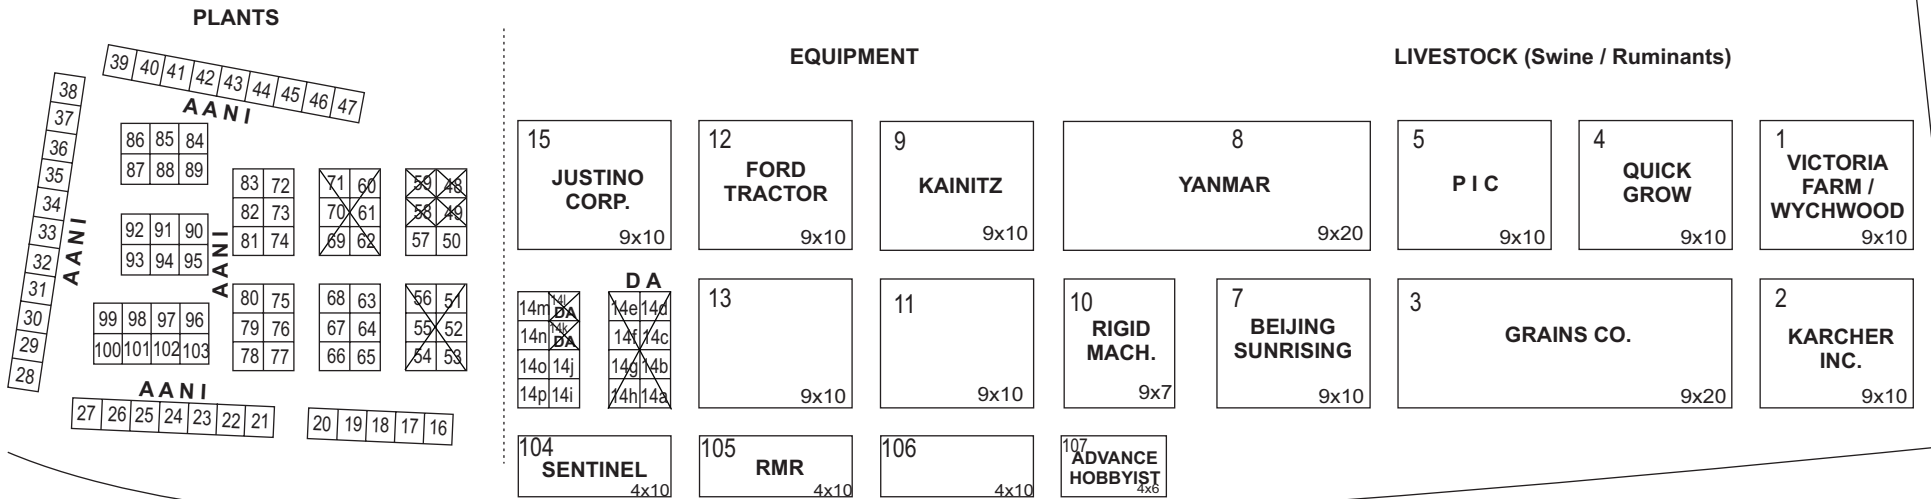 PLANTS
EQUIPMENT
LIVESTOCK (Swine / Ruminants)
39 40 41 42 43 44 45 46 47
AANI
38
37
36
35
34
33
32
31
30
29
28
AANI
86 85 84
87 88 89
92 91 90
93 94 95
99 98 97 96
100 101 102 103
AANI
83 72
82 73
81 74
80 75
79 76
78 77
71 60
70 61
69 62
68 63
67 64
66 65
59 48
58 49
57 50
56 51
55 52
54 53
AANI
27 26 25 24 23 22 21
20 19 18 17 16
15
JUSTINO
CORP.
9x10
12
FORD
TRACTOR
9x10
9
KAINITZ
9x10
8
YANMAR
9x20
5
P I C
9x10
4
QUICK
GROW
9x10
1
VICTORIA
FARM /
WYCHWOOD
9x10
14m 14l DA
14n 14k DA
14o 14j
14p 14i
D A
14e 14d
14f 14c
14g 14b
14h 14a
13
9x10
11
9x10
10
RIGID
MACH.
9x7
7
BEIJING
SUNRISING
9x10
3
GRAINS CO.
9x20
2
KARCHER
INC.
9x10
104
SENTINEL
4x10
105
RMR
4x10
106
4x10
107
ADVANCE
HOBBYIST
4x6